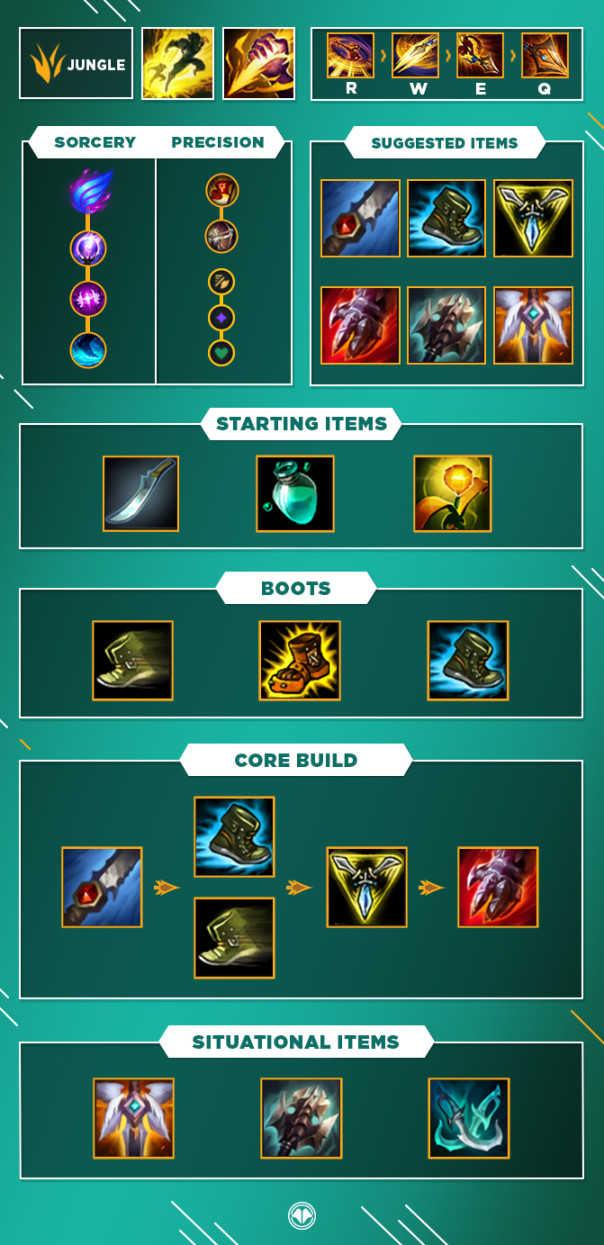 JUNGLE
R W E Q
SORCERY PRECISION
SUGGESTED ITEMS
STARTING ITEMS
BOOTS
CORE BUILD
SITUATIONAL ITEMS